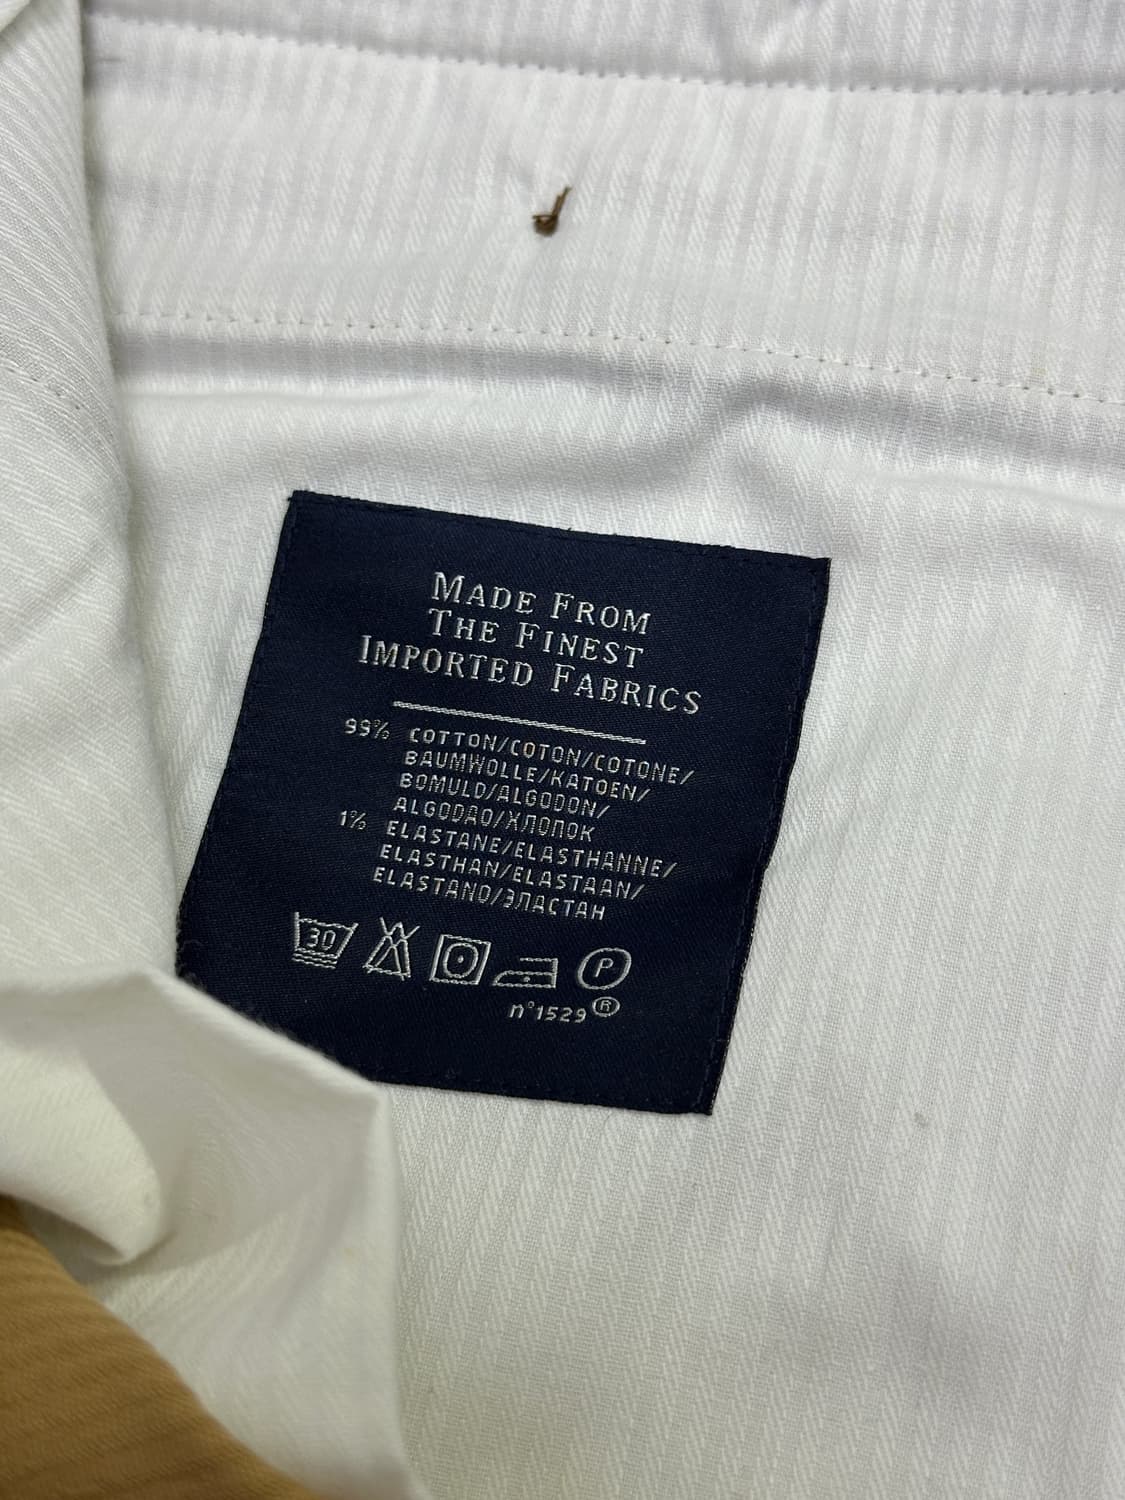 MADE FROM
THE FINEST
IMPORTED FABRICS
99% COTTON/COTON/COTONE/
BAUMWOLLE/KATOEN/
BOMULD/ALGODON/
ALGODAO/ХЛОПОК
1% ELASTANE/ELASTHANNE/
ELASTHAN/ELASTAAN/
ELASTANO/ЭЛАСТАН
30 P
n°1529®